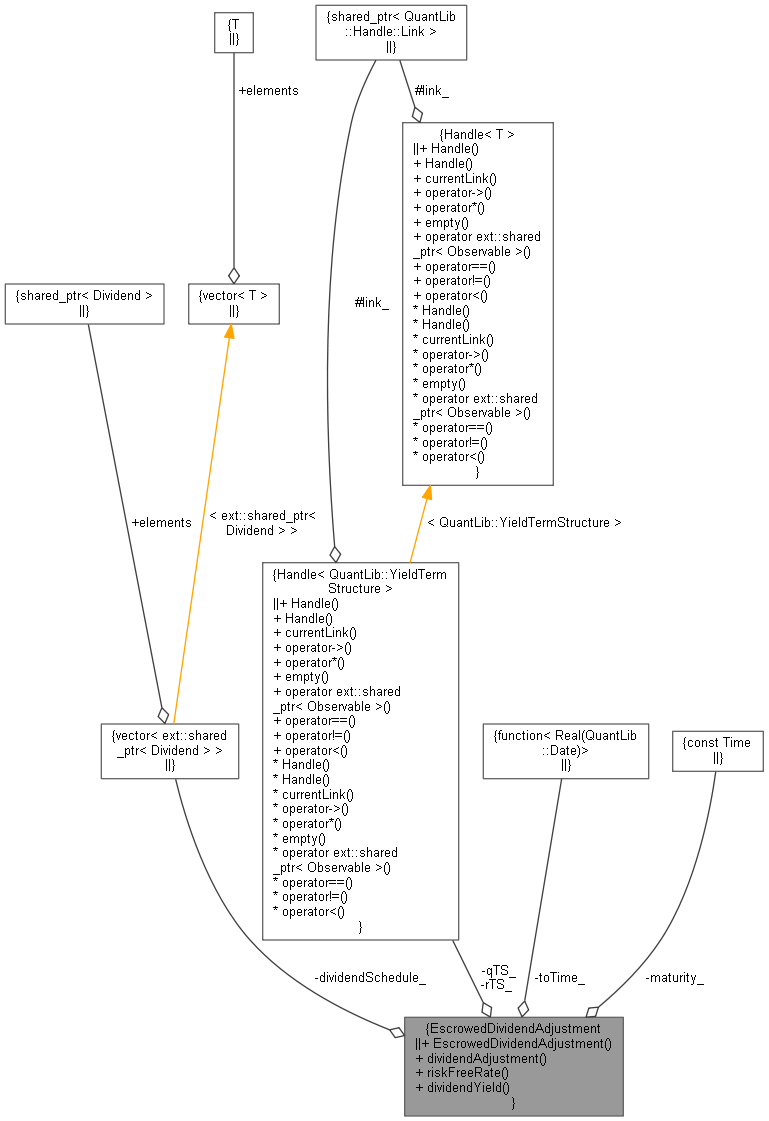 {T
||}
{shared_ptr< QuantLib
::Handle::Link >
||}
+elements
#link_
{Handle< T >
||+ Handle()
+ Handle()
+ currentLink()
+ operator->()
+ operator*()
+ empty()
+ operator ext::shared
_ptr< Observable >()
+ operator==()
+ operator!=()
+ operator<()
* Handle()
* Handle()
* currentLink()
* operator->()
* operator*()
* empty()
* operator ext::shared
_ptr< Observable >()
* operator==()
* operator!=()
* operator<()
}
{shared_ptr< Dividend >
||}
{vector< T >
||}
#link_
+elements
< ext::shared_ptr<
Dividend > >
< QuantLib::YieldTermStructure >
{Handle< QuantLib::YieldTerm
Structure >
||+ Handle()
+ Handle()
+ currentLink()
+ operator->()
+ operator*()
+ empty()
+ operator ext::shared
_ptr< Observable >()
+ operator==()
+ operator!=()
+ operator<()
* Handle()
* Handle()
* currentLink()
* operator->()
* operator*()
* empty()
* operator ext::shared
_ptr< Observable >()
* operator==()
* operator!=()
* operator<()
}
{vector< ext::shared
_ptr< Dividend > >
||}
{function< Real(QuantLib
::Date)>
||}
{const Time
||}
-dividendSchedule_
-qTS_
-rTS_
-toTime_
-maturity_
{EscrowedDividendAdjustment
||+ EscrowedDividendAdjustment()
+ dividendAdjustment()
+ riskFreeRate()
+ dividendYield()
}